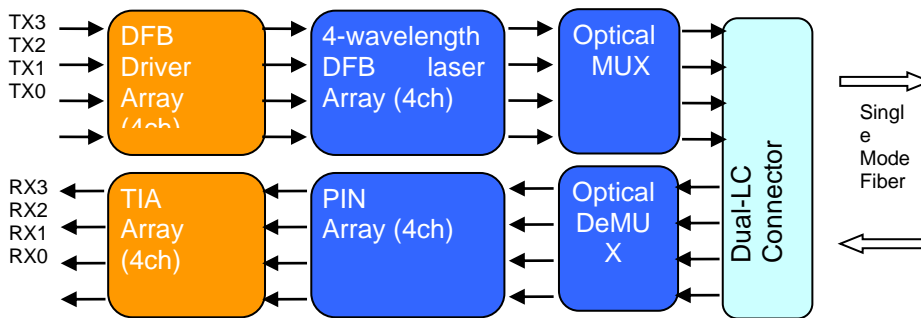 TX3
TX2
TX1
TX0
DFB
Driver
Array
(4ch)
4-wavelength
DFB laser
Array (4ch)
Optical
MUX
Singl
e
Mode
Fiber
RX3
RX2
RX1
RX0
TIA
Array
(4ch)
PIN
Array (4ch)
Optical
DeMU
X
Dual-LC
Connector